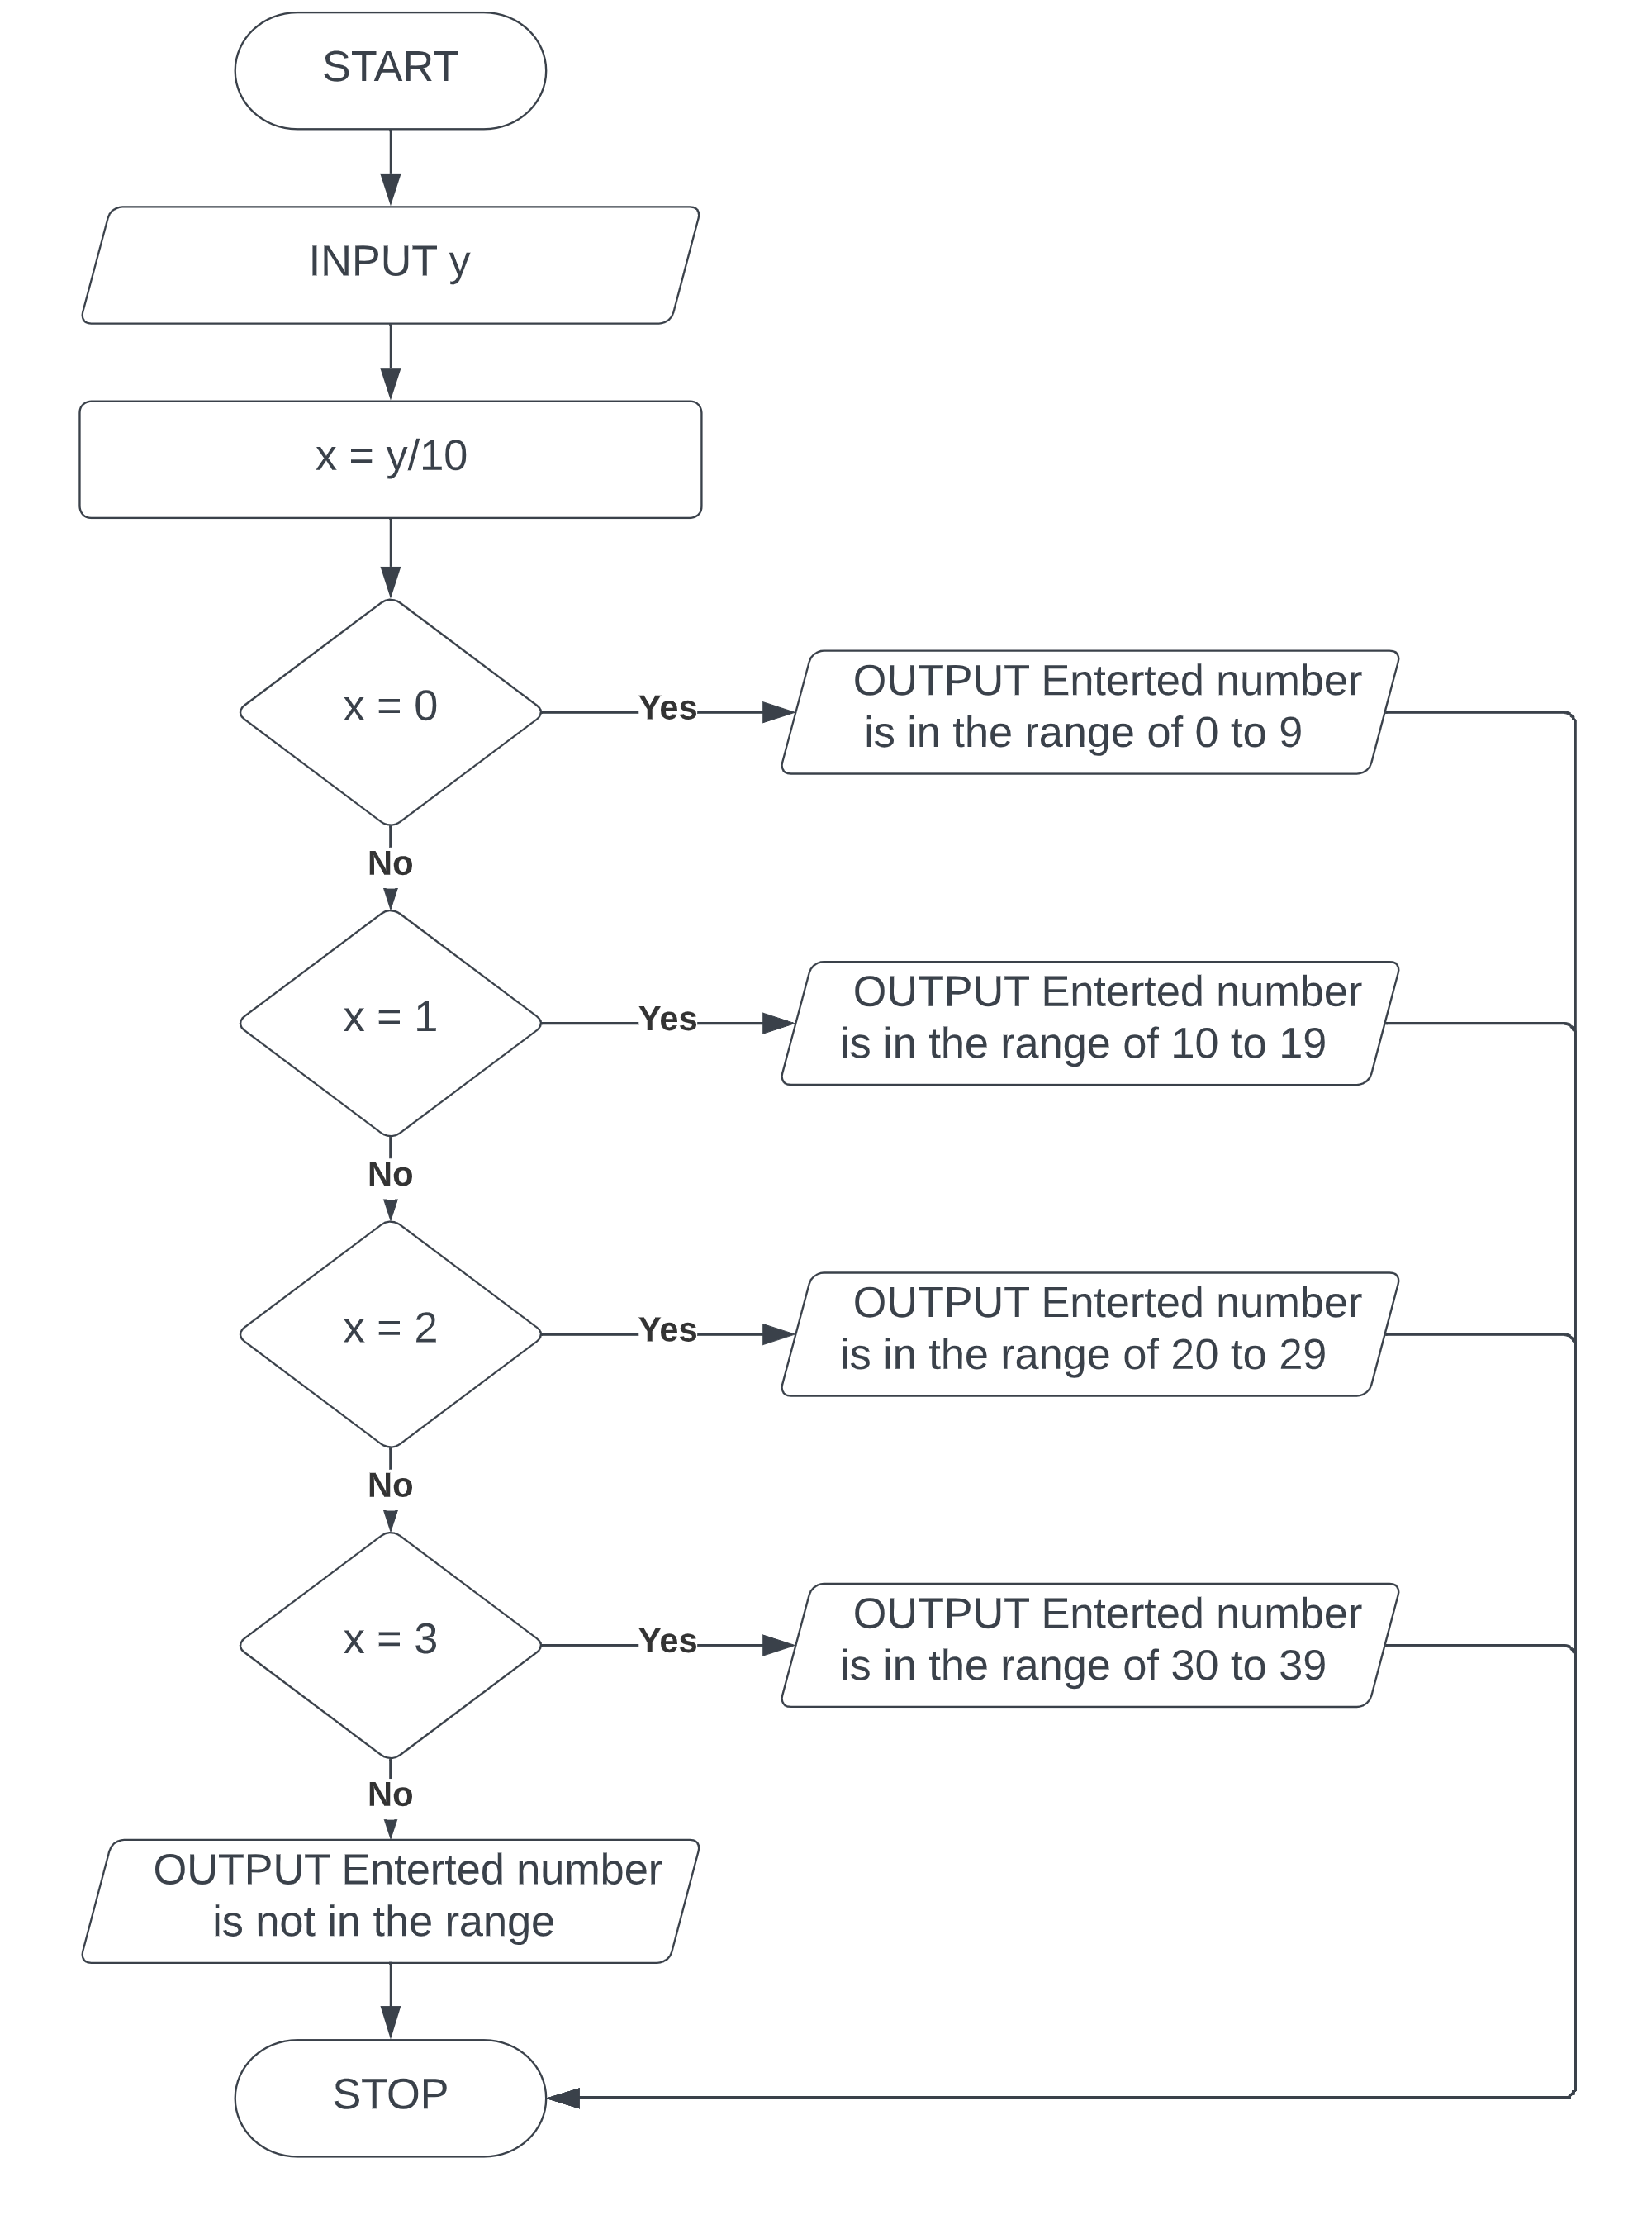 START
INPUT y
x = y/10
x = 0
Yes
OUTPUT Enterted number
is in the range of 0 to 9
No
x = 1
Yes
OUTPUT Enterted number
is in the range of 10 to 19
No
x = 2
Yes
OUTPUT Enterted number
is in the range of 20 to 29
No
x = 3
Yes
OUTPUT Enterted number
is in the range of 30 to 39
No
OUTPUT Enterted number
is not in the range
STOP